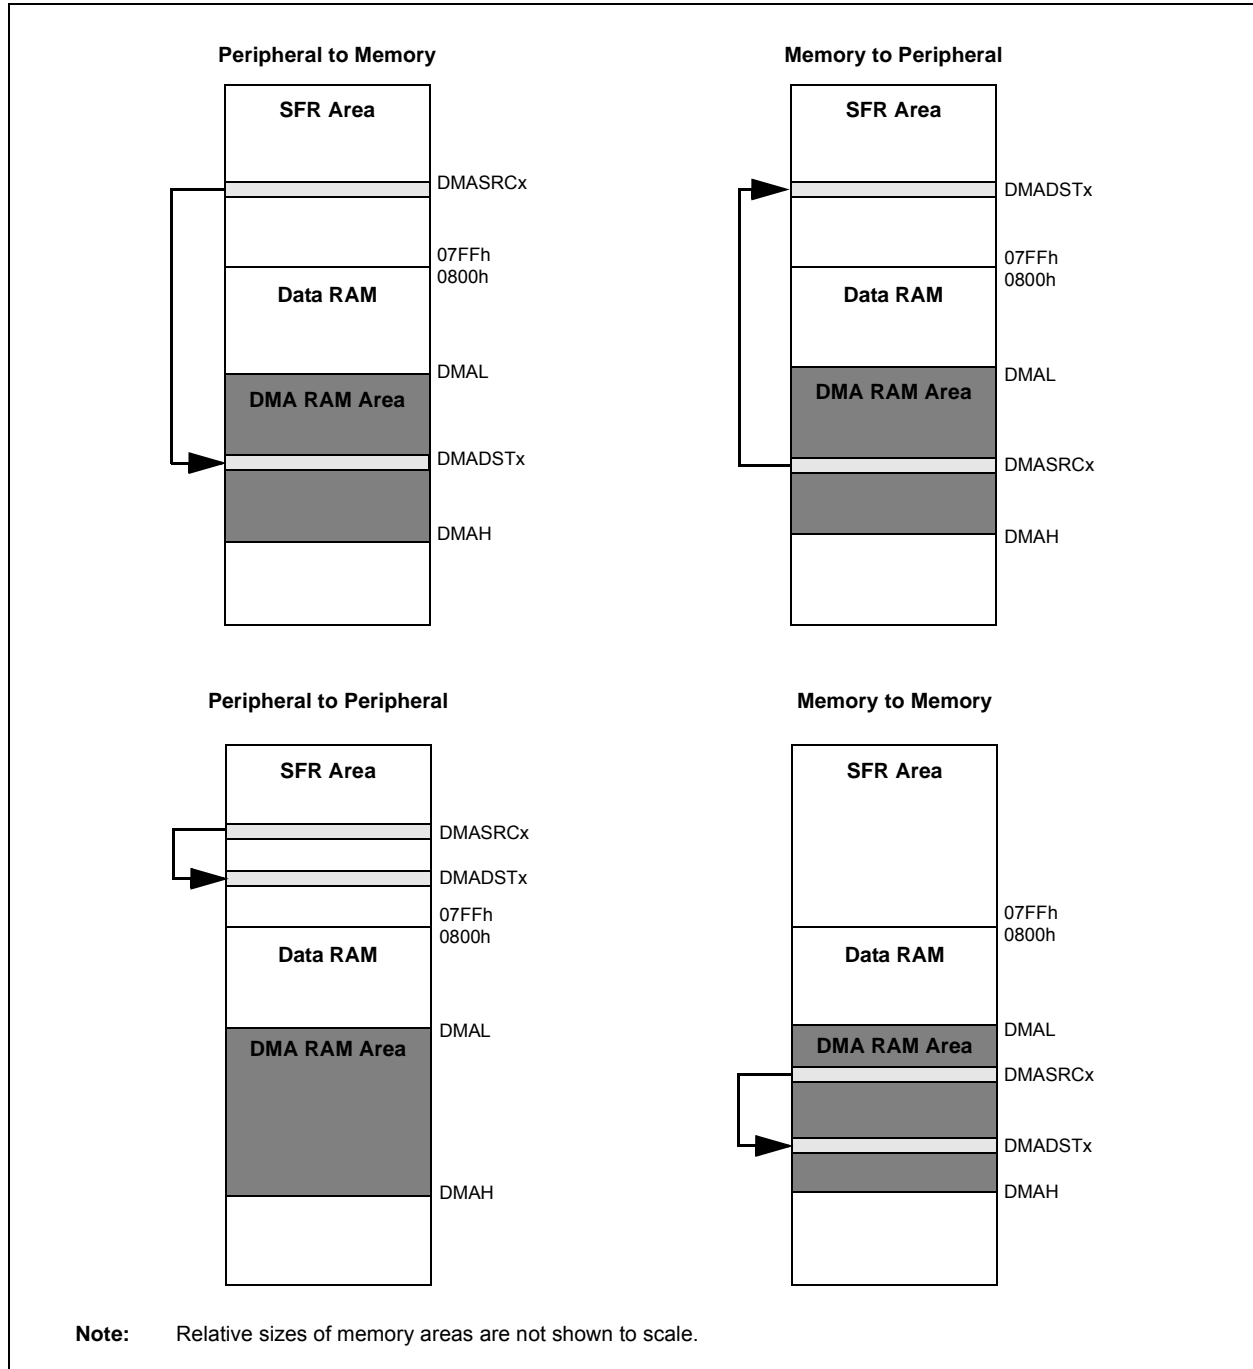 Peripheral to Memory
SFR Area
DMASRCx
07FFh
0800h
Data RAM
DMAL
DMA RAM Area
DMADSTx
DMAH
Memory to Peripheral
SFR Area
DMADSTx
07FFh
0800h
Data RAM
DMAL
DMA RAM Area
DMASRCx
DMAH
Peripheral to Peripheral
SFR Area
DMASRCx
DMADSTx
07FFh
0800h
Data RAM
DMAL
DMA RAM Area
DMAH
Memory to Memory
SFR Area
07FFh
0800h
Data RAM
DMAL
DMA RAM Area
DMASRCx
DMADSTx
DMAH
Note: Relative sizes of memory areas are not shown to scale.